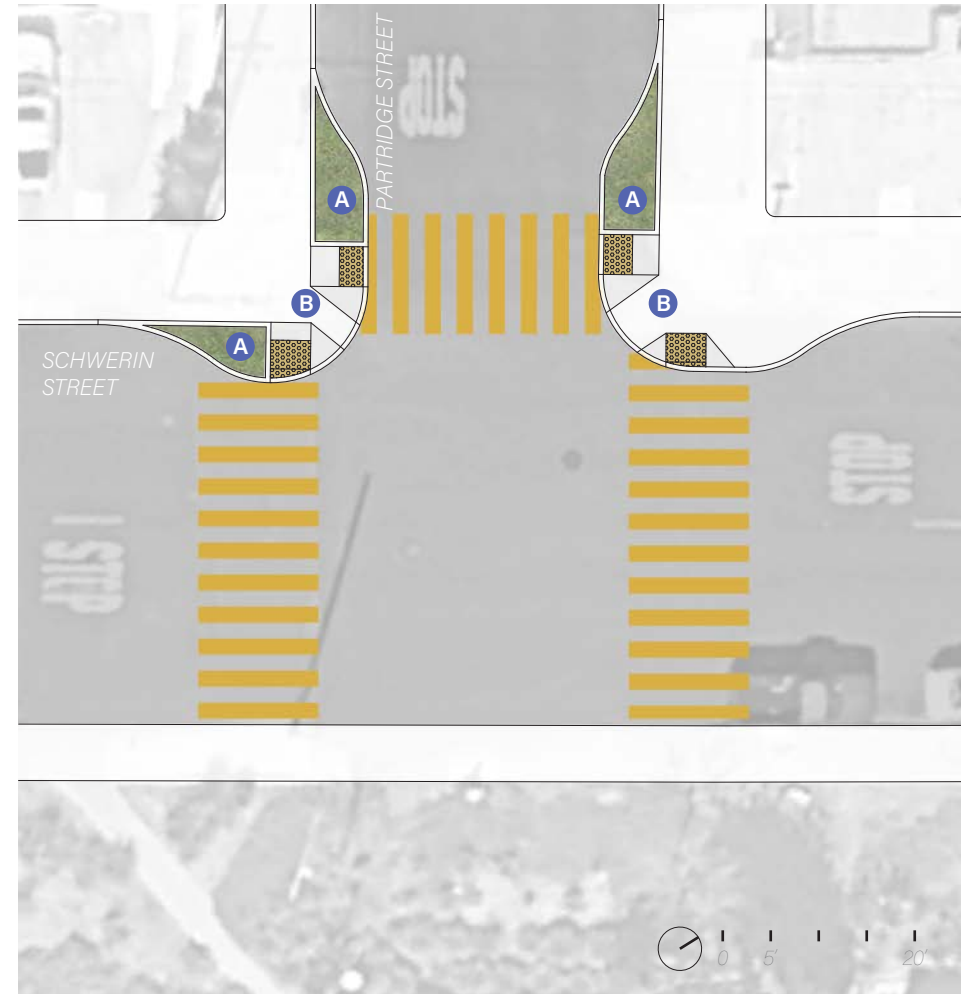 PARTRIDGE STREET
STOP
A
A
B
B
A
SCHWERIN
STREET
STOP
STOP
0 5' 20'